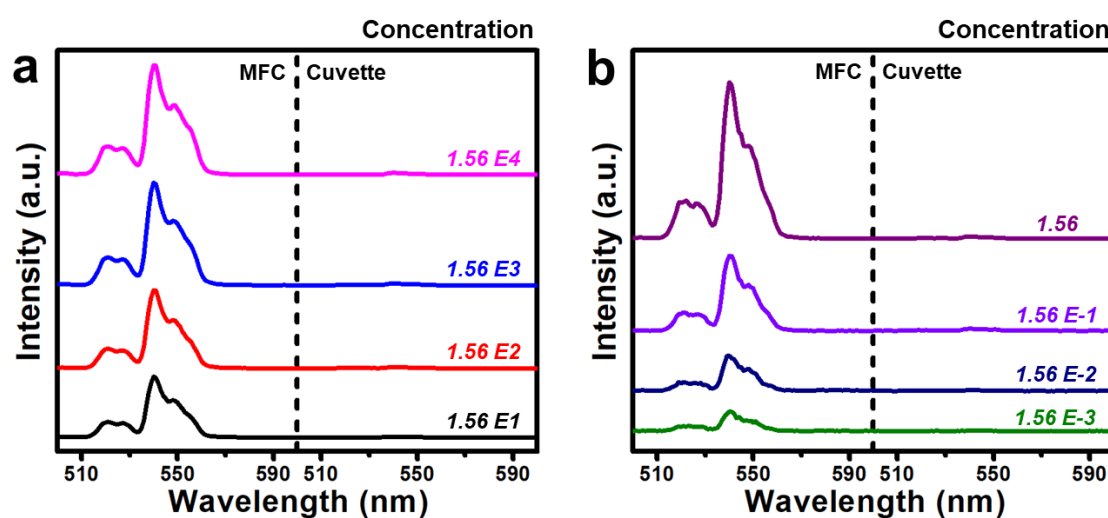 Concentration
a
MFC Cuvette
1.56 E4
1.56 E3
1.56 E2
1.56 E1
Intensity (a.u.)
510 550 590 510 550 590
Wavelength (nm)
Concentration
b
MFC Cuvette
1.56
1.56 E-1
1.56 E-2
1.56 E-3
Intensity (a.u.)
510 550 590 510 550 590
Wavelength (nm)